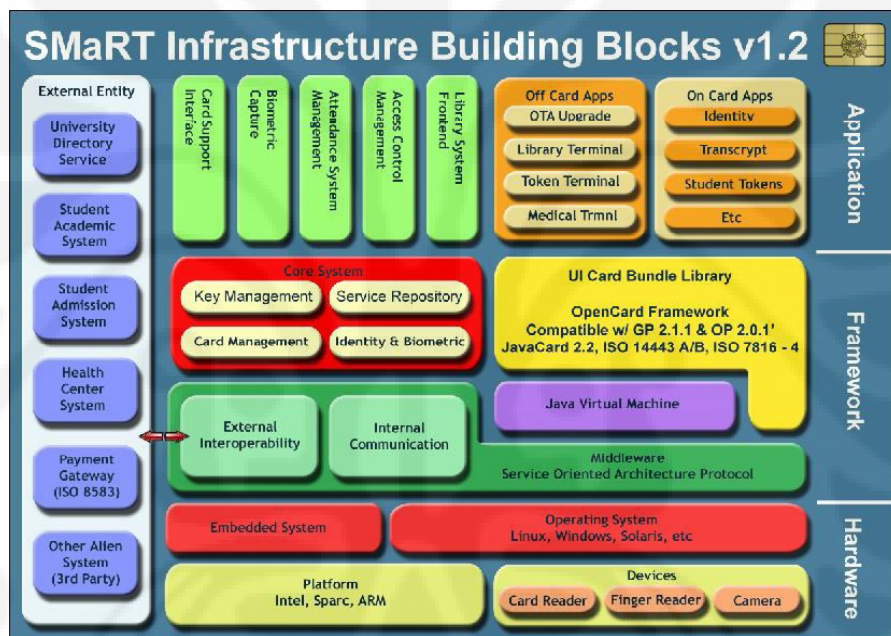 SMaRT Infrastructure Building Blocks v1.2
External Entity
University
Directory
Service
Student
Academic
System
Student
Admission
System
Health
Center
System
Payment
Gateway
(ISO 8583)
Other Alien
System
(3rd Party)
Card Support
Interface
Biometric
Capture
Attendance System
Management
Access Control
Management
Library System
Frontend
Off Card Apps
OTA Upgrade
Library Terminal
Token Terminal
Medical Trmnl
On Card Apps
Identity
Transcrypt
Student Tokens
Etc
Application
Core System
Key Management
Service Repository
Card Management
Identity & Biometric
UI Card Bundle Library
OpenCard Framework
Compatible w/ GP 2.1.1 & OP 2.0.1'
JavaCard 2.2, ISO 14443 A/B, ISO 7816 - 4
Framework
External
Interoperability
Internal
Communication
Java Virtual Machine
Middleware
Service Oriented Architecture Protocol
Embedded System
Operating System
Linux, Windows, Solaris, etc
Hardware
Platform
Intel, Sparc, ARM
Devices
Card Reader
Finger Reader
Camera